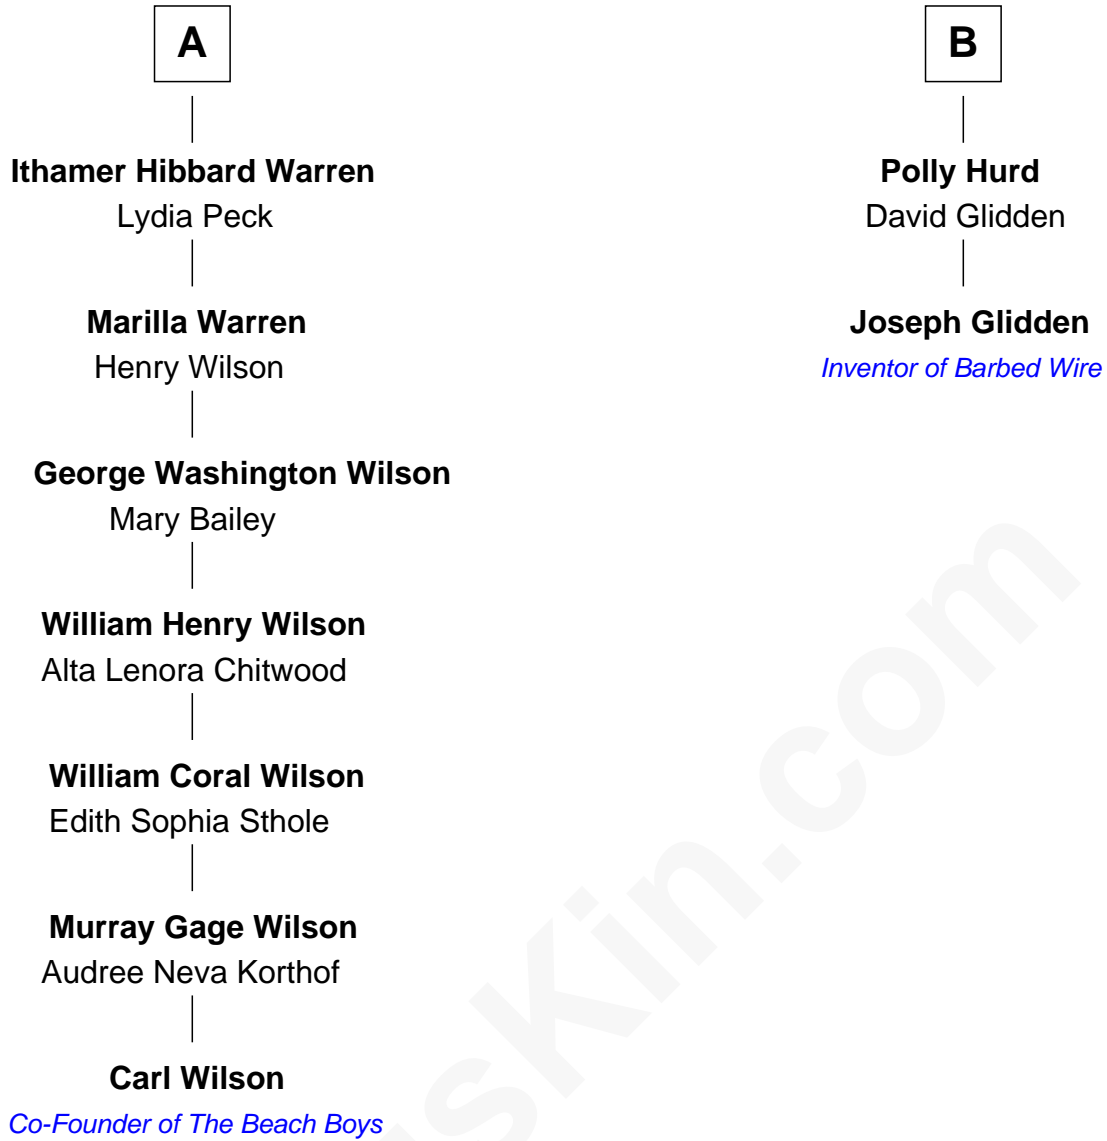 A
Ithamer Hibbard Warren
Lydia Peck
Marilla Warren
Henry Wilson
George Washington Wilson
Mary Bailey
William Henry Wilson
Alta Lenora Chitwood
William Coral Wilson
Edith Sophia Sthole
Murray Gage Wilson
Audree Neva Korthof
Carl Wilson
Co-Founder of The Beach Boys
B
Polly Hurd
David Glidden
Joseph Glidden
Inventor of Barbed Wire
usKin.com